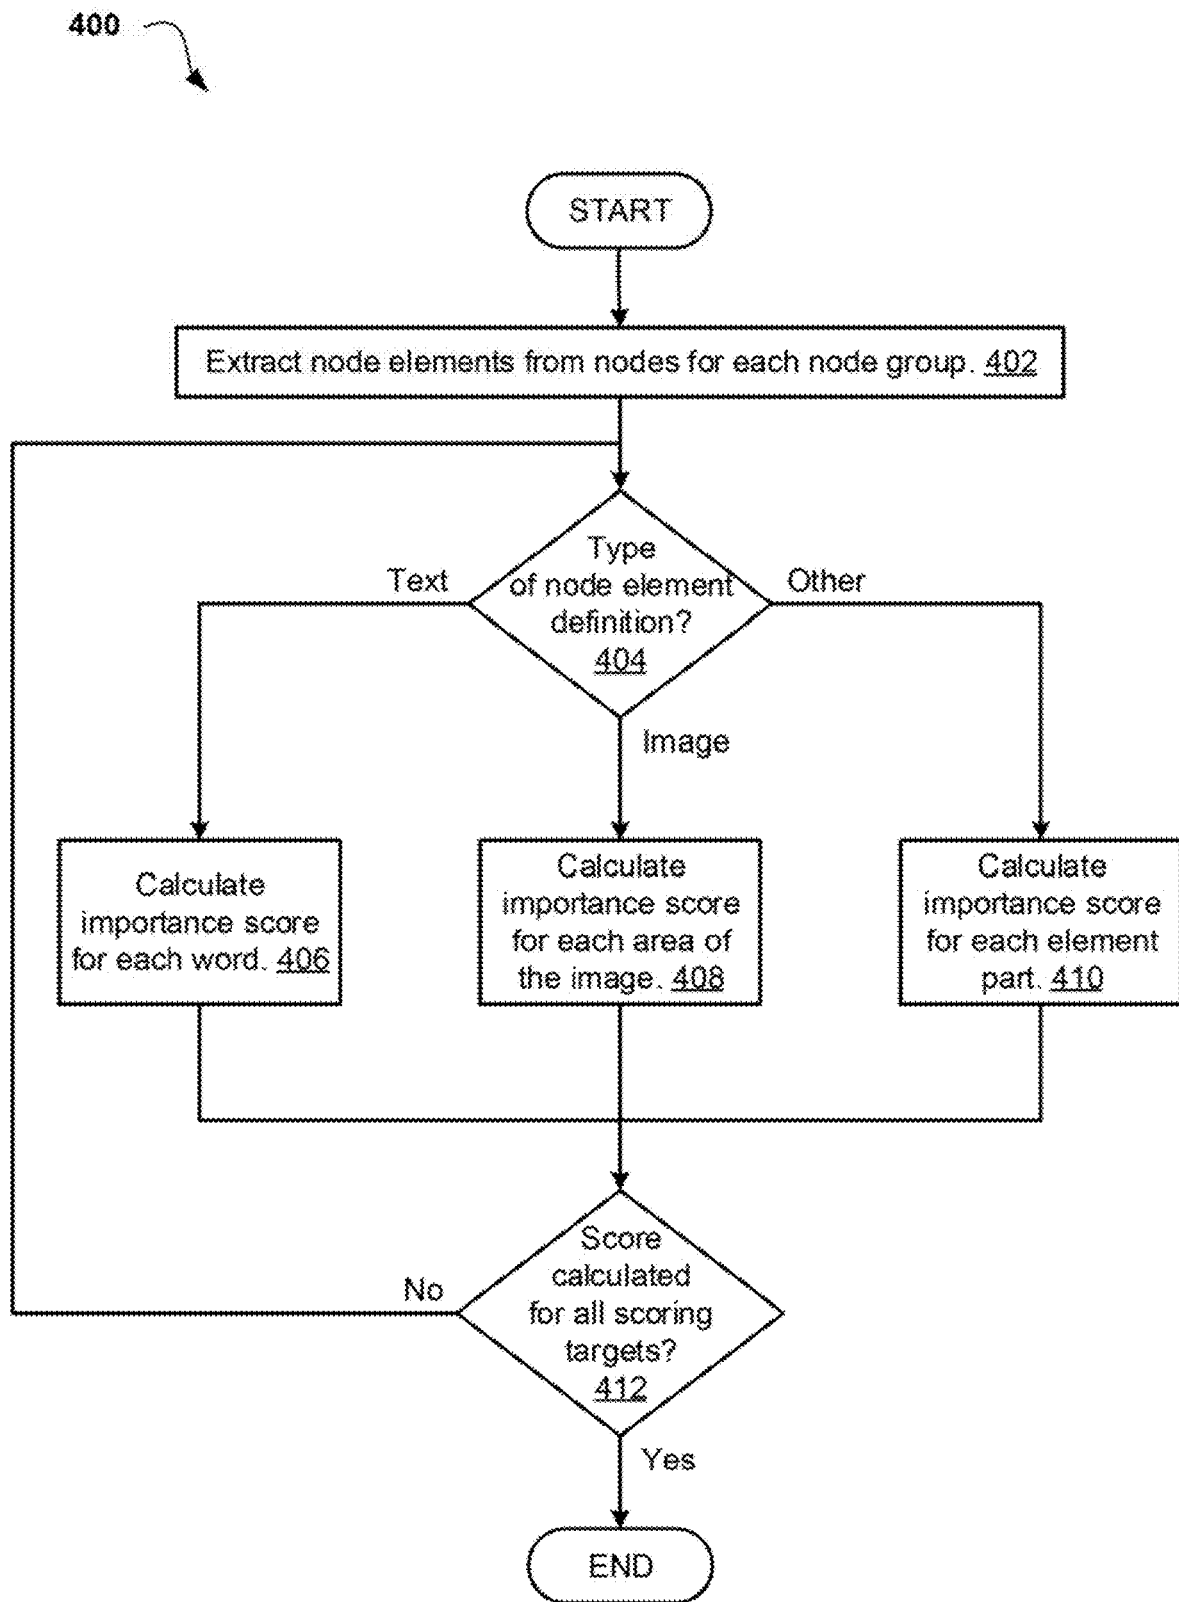 400
START
Extract node elements from nodes for each node group. 402
Type
of node element
definition?
404
Text
Other
Image
Calculate
importance score
for each word. 406
Calculate
importance score
for each area of
the image. 408
Calculate
importance score
for each element
part. 410
Score
calculated
for all scoring
targets?
412
No
Yes
END